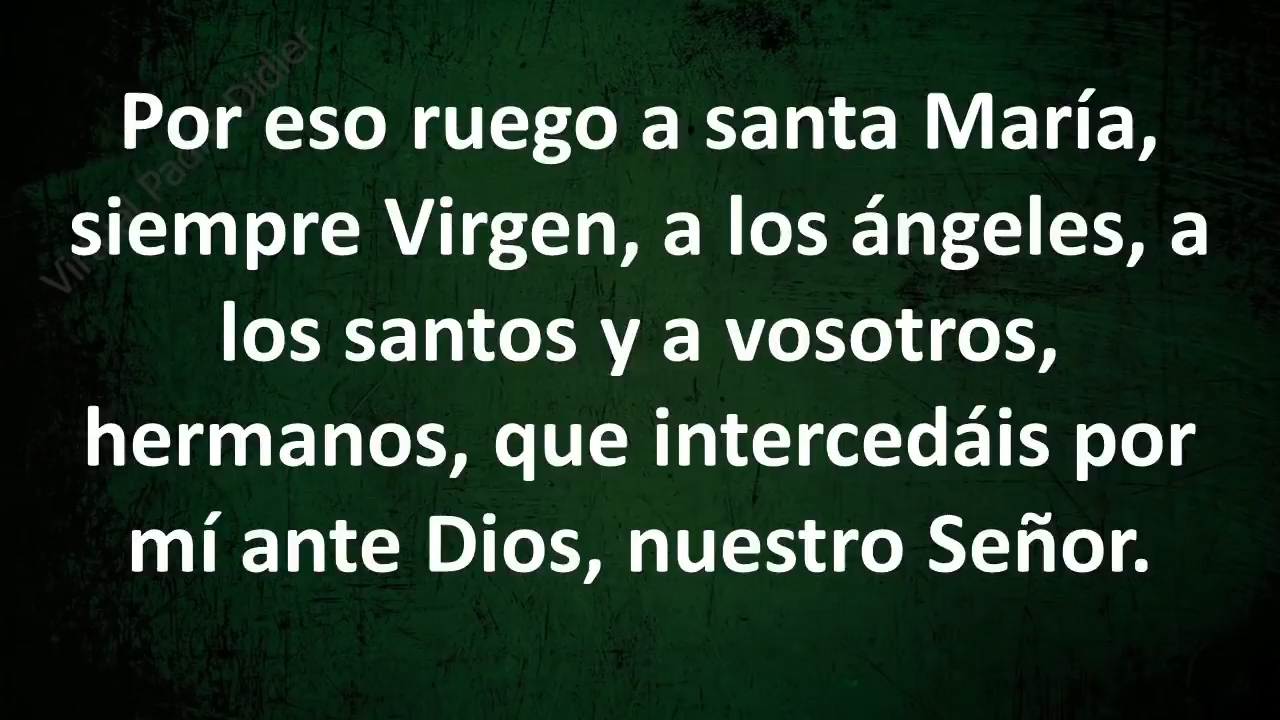 Por eso ruego a santa María,
siempre Virgen, a los ángeles, a
los santos y a vosotros,
hermanos, que intercedáis por
mí ante Dios, nuestro Señor.
Didier